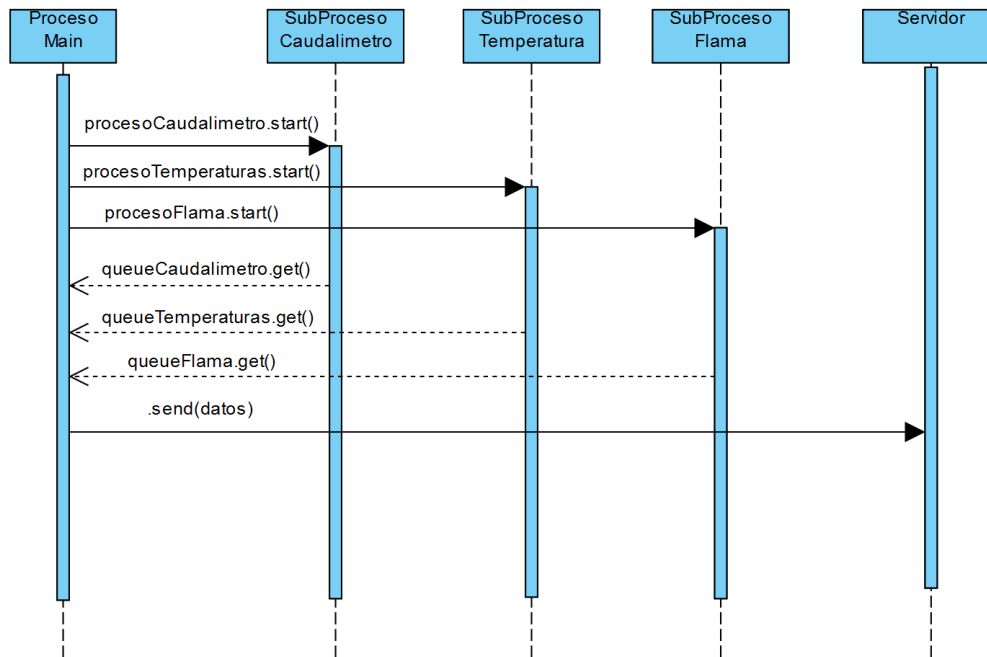 Proceso
Main
SubProceso
Caudalimetro
SubProceso
Temperatura
SubProceso
Flama
Servidor
procesoCaudalimetro.start()
procesoTemperaturas.start()
procesoFlama.start()
queueCaudalimetro.get()
queueTemperaturas.get()
queueFlama.get()
.send(datos)